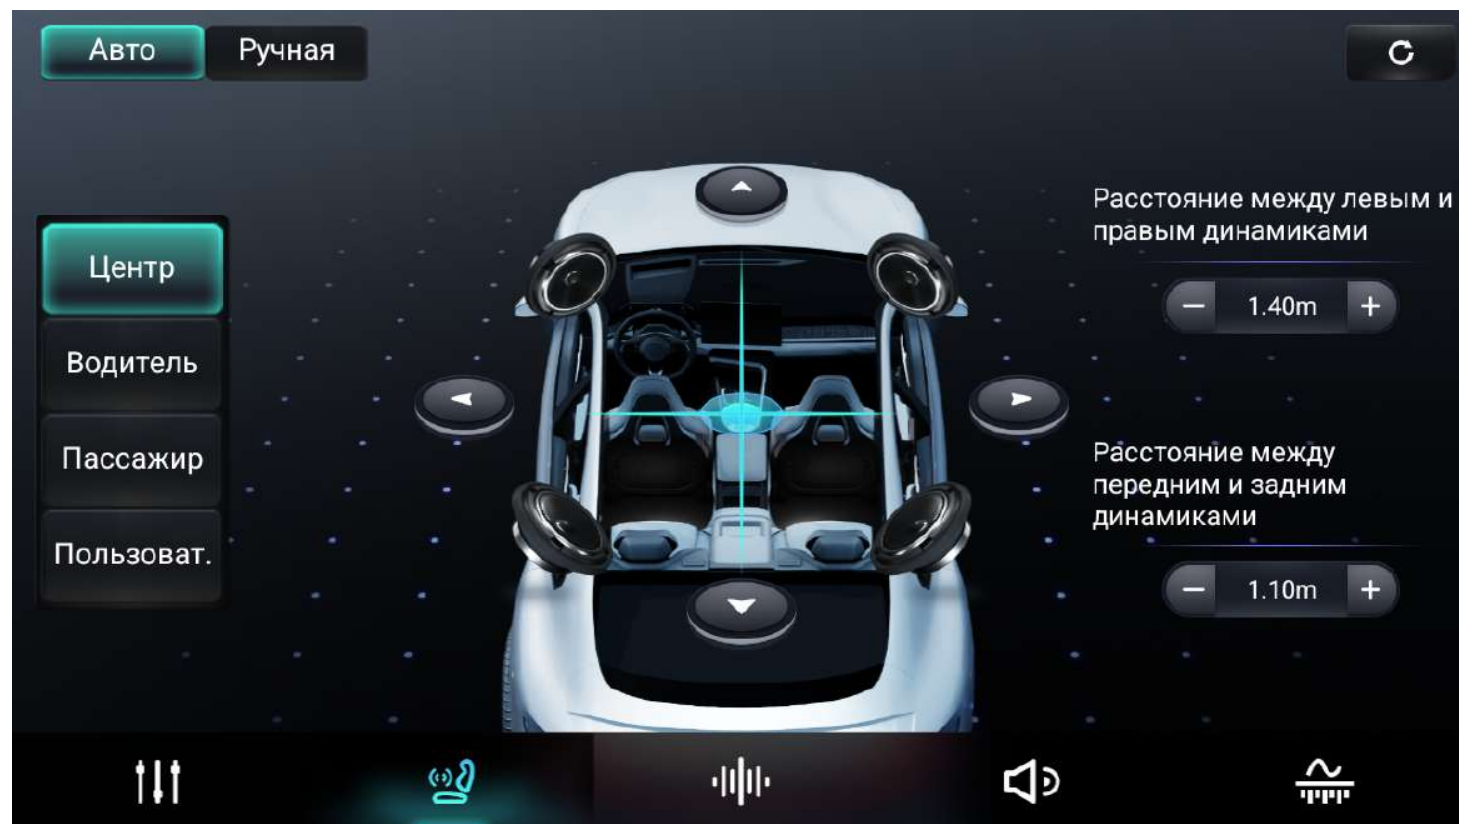 Авто
Ручная
Центр
Водитель
Пассажир
Пользоват.
Расстояние между левым и
правым динамиками
1.40m
Расстояние между
передним и задним
динамиками
1.10m